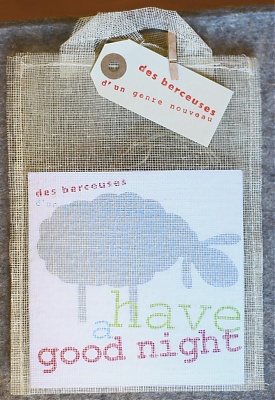 des berceuses
d'un genre nouveau
des berceuses
have
a
good night